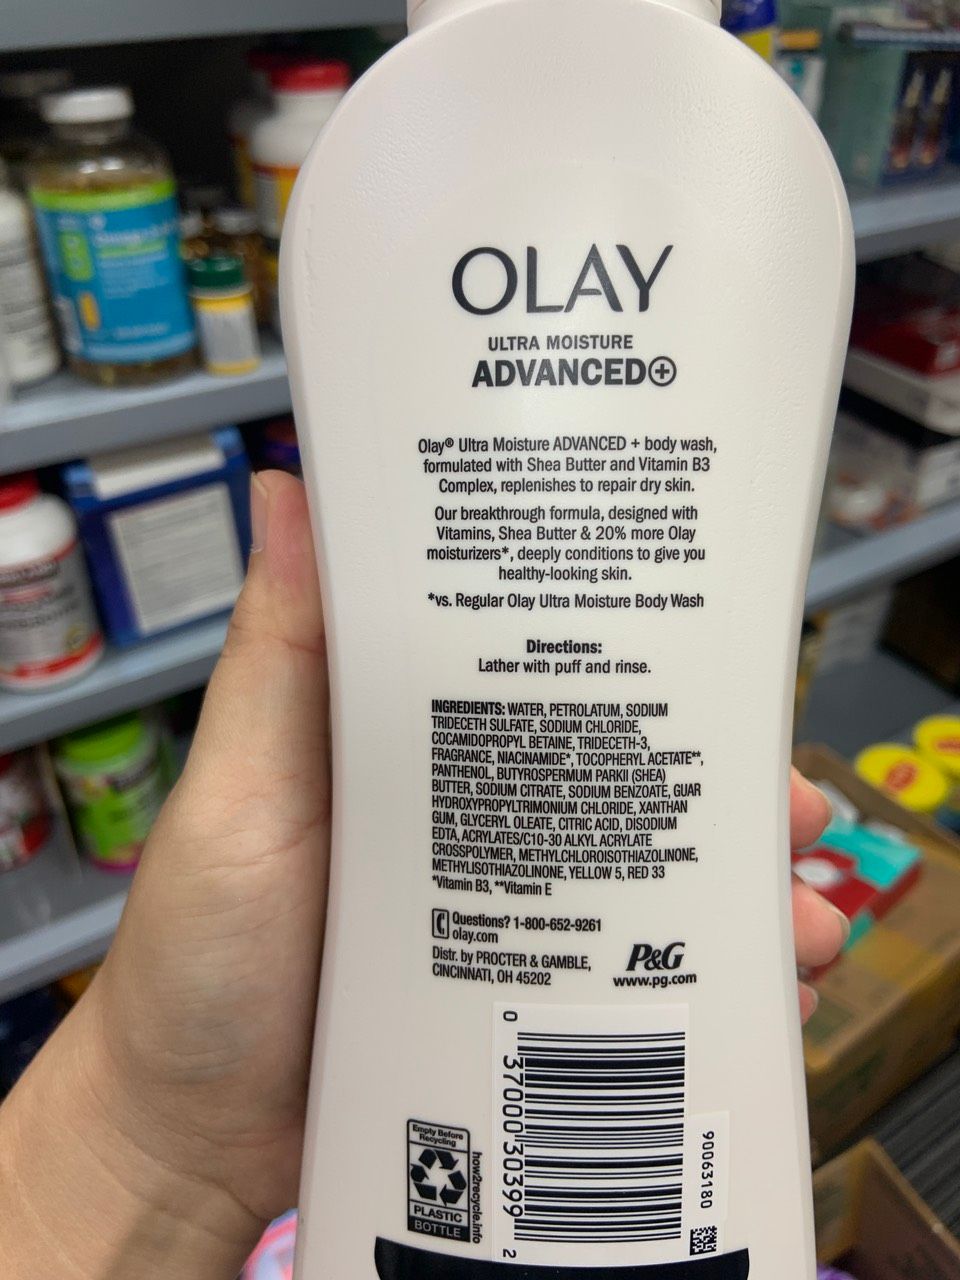 OLAY
ULTRA MOISTURE
ADVANCED+
Olay® Ultra Moisture ADVANCED + body wash,
formulated with Shea Butter and Vitamin B3
Complex, replenishes to repair dry skin.
Our breakthrough formula, designed with
Vitamins, Shea Butter & 20% more Olay
moisturizers*, deeply conditions to give you
healthy-looking skin.
*vs. Regular Olay Ultra Moisture Body Wash
Directions:
Lather with puff and rinse.
INGREDIENTS: WATER, PETROLATUM, SODIUM
TRIDECETH SULFATE, SODIUM CHLORIDE,
COCAMIDOPROPYL BETAINE, TRIDECETH-3,
FRAGRANCE, NIACINAMIDE*, TOCOPHERYL ACETATE**,
PANTHENOL, BUTYROSPERMUM PARKII (SHEA)
BUTTER, SODIUM CITRATE, SODIUM BENZOATE, GUAR
HYDROXYPROPYLTRIMONIUM CHLORIDE, XANTHAN
GUM, GLYCERYL OLEATE, CITRIC ACID, DISODIUM
EDTA, ACRYLATES/C10-30 ALKYL ACRYLATE
CROSSPOLYMER, METHYLCHLOROISOTHIAZOLINONE,
METHYLISOTHIAZOLINONE, YELLOW 5, RED 33
*Vitamin B3, **Vitamin E
Questions? 1-800-652-9261
olay.com
Distr. by PROCTER & GAMBLE,
CINCINNATI, OH 45202
P&G
www.pg.com
0 37000 30399 2
90063180
Empty Before
Recycling
PLASTIC
BOTTLE
how2recycle.info